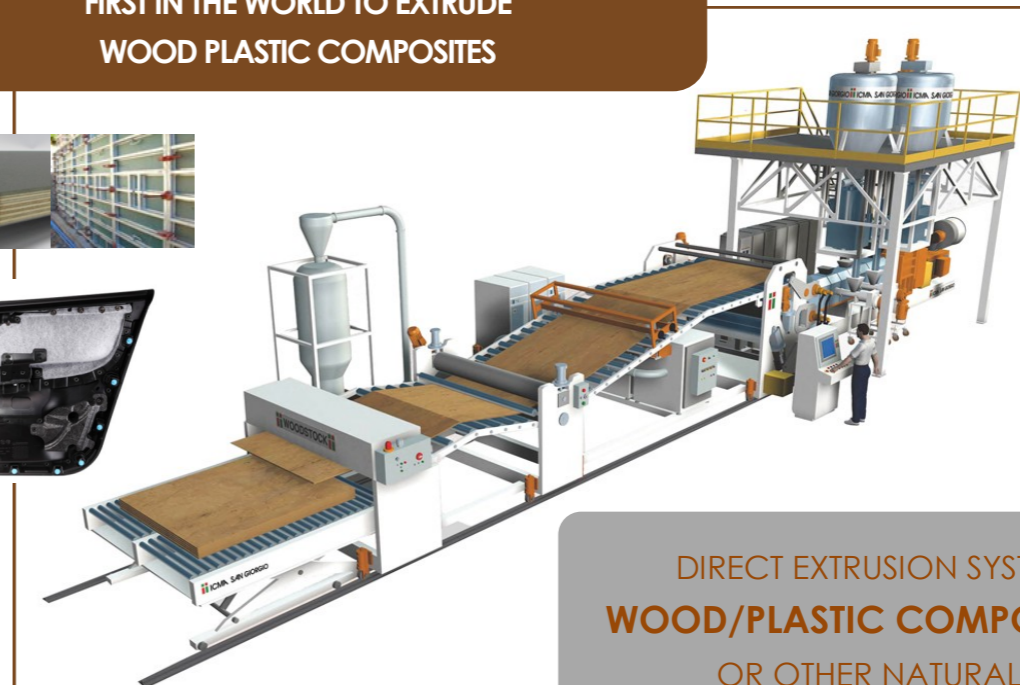 FIRST IN THE WORLD TO EXTRUDE
WOOD PLASTIC COMPOSITES
ICMA SAN GIORGIO
ICMA SAN
WOODSTOCK
ICMA SAN GIORGIO
DIRECT EXTRUSION SYST
WOOD/PLASTIC COMPO
OR OTHER NATURAL